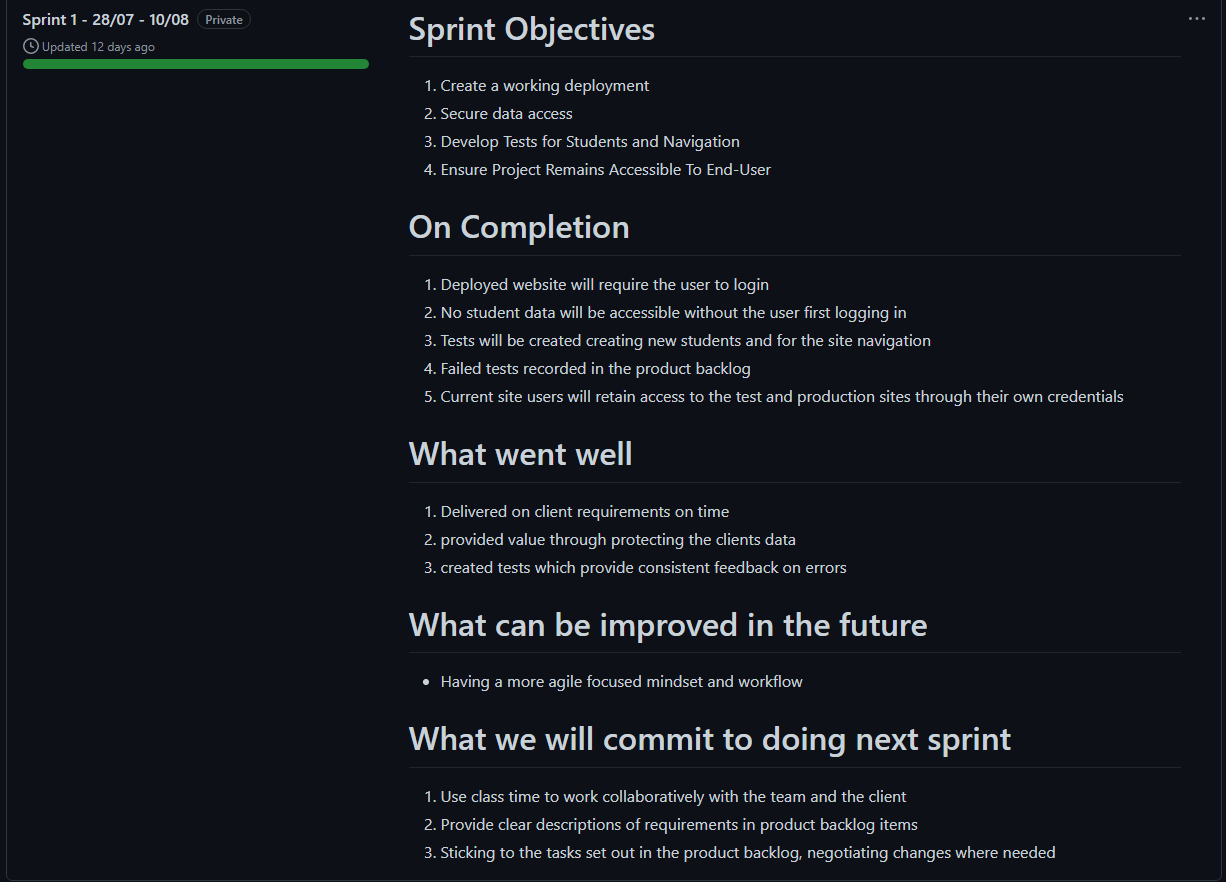 Sprint 1 - 28/07 - 10/08 Private
Updated 12 days ago
Sprint Objectives
1. Create a working deployment
2. Secure data access
3. Develop Tests for Students and Navigation
4. Ensure Project Remains Accessible To End-User
On Completion
1. Deployed website will require the user to login
2. No student data will be accessible without the user first logging in
3. Tests will be created creating new students and for the site navigation
4. Failed tests recorded in the product backlog
5. Current site users will retain access to the test and production sites through their own credentials
What went well
1. Delivered on client requirements on time
2. provided value through protecting the clients data
3. created tests which provide consistent feedback on errors
What can be improved in the future
• Having a more agile focused mindset and workflow
What we will commit to doing next sprint
1. Use class time to work collaboratively with the team and the client
2. Provide clear descriptions of requirements in product backlog items
3. Sticking to the tasks set out in the product backlog, negotiating changes where needed